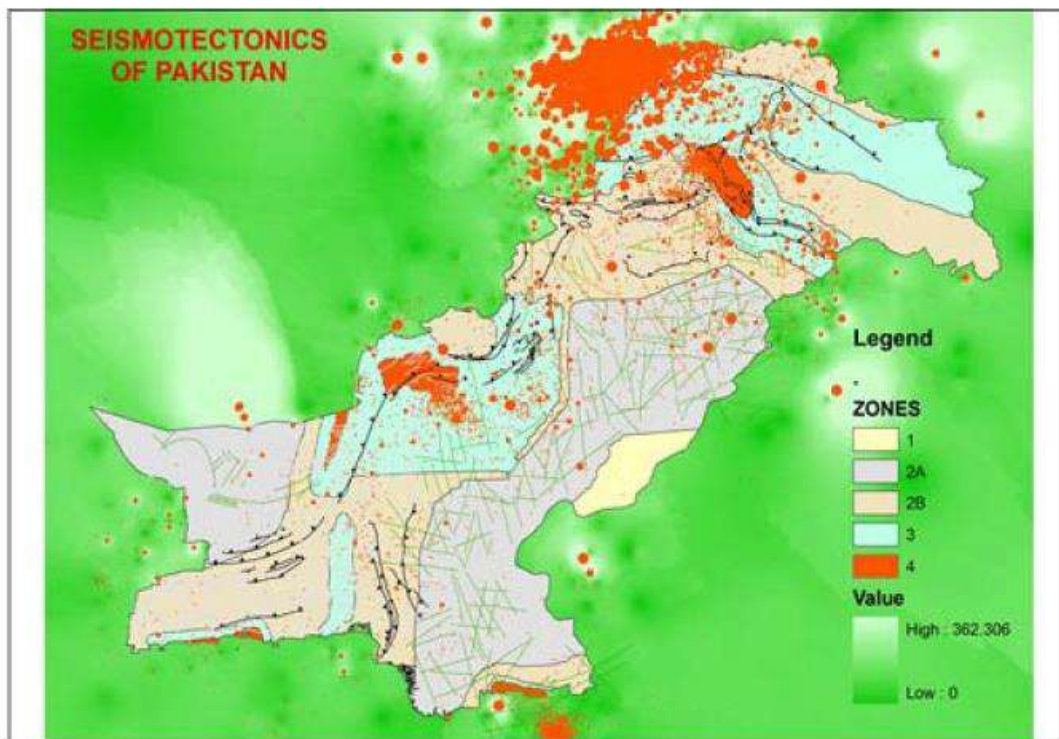 SEISMOTECTONICS
OF PAKISTAN
Legend
ZONES
1
2A
2B
3
4
Value
High : 362.306
Low : 0